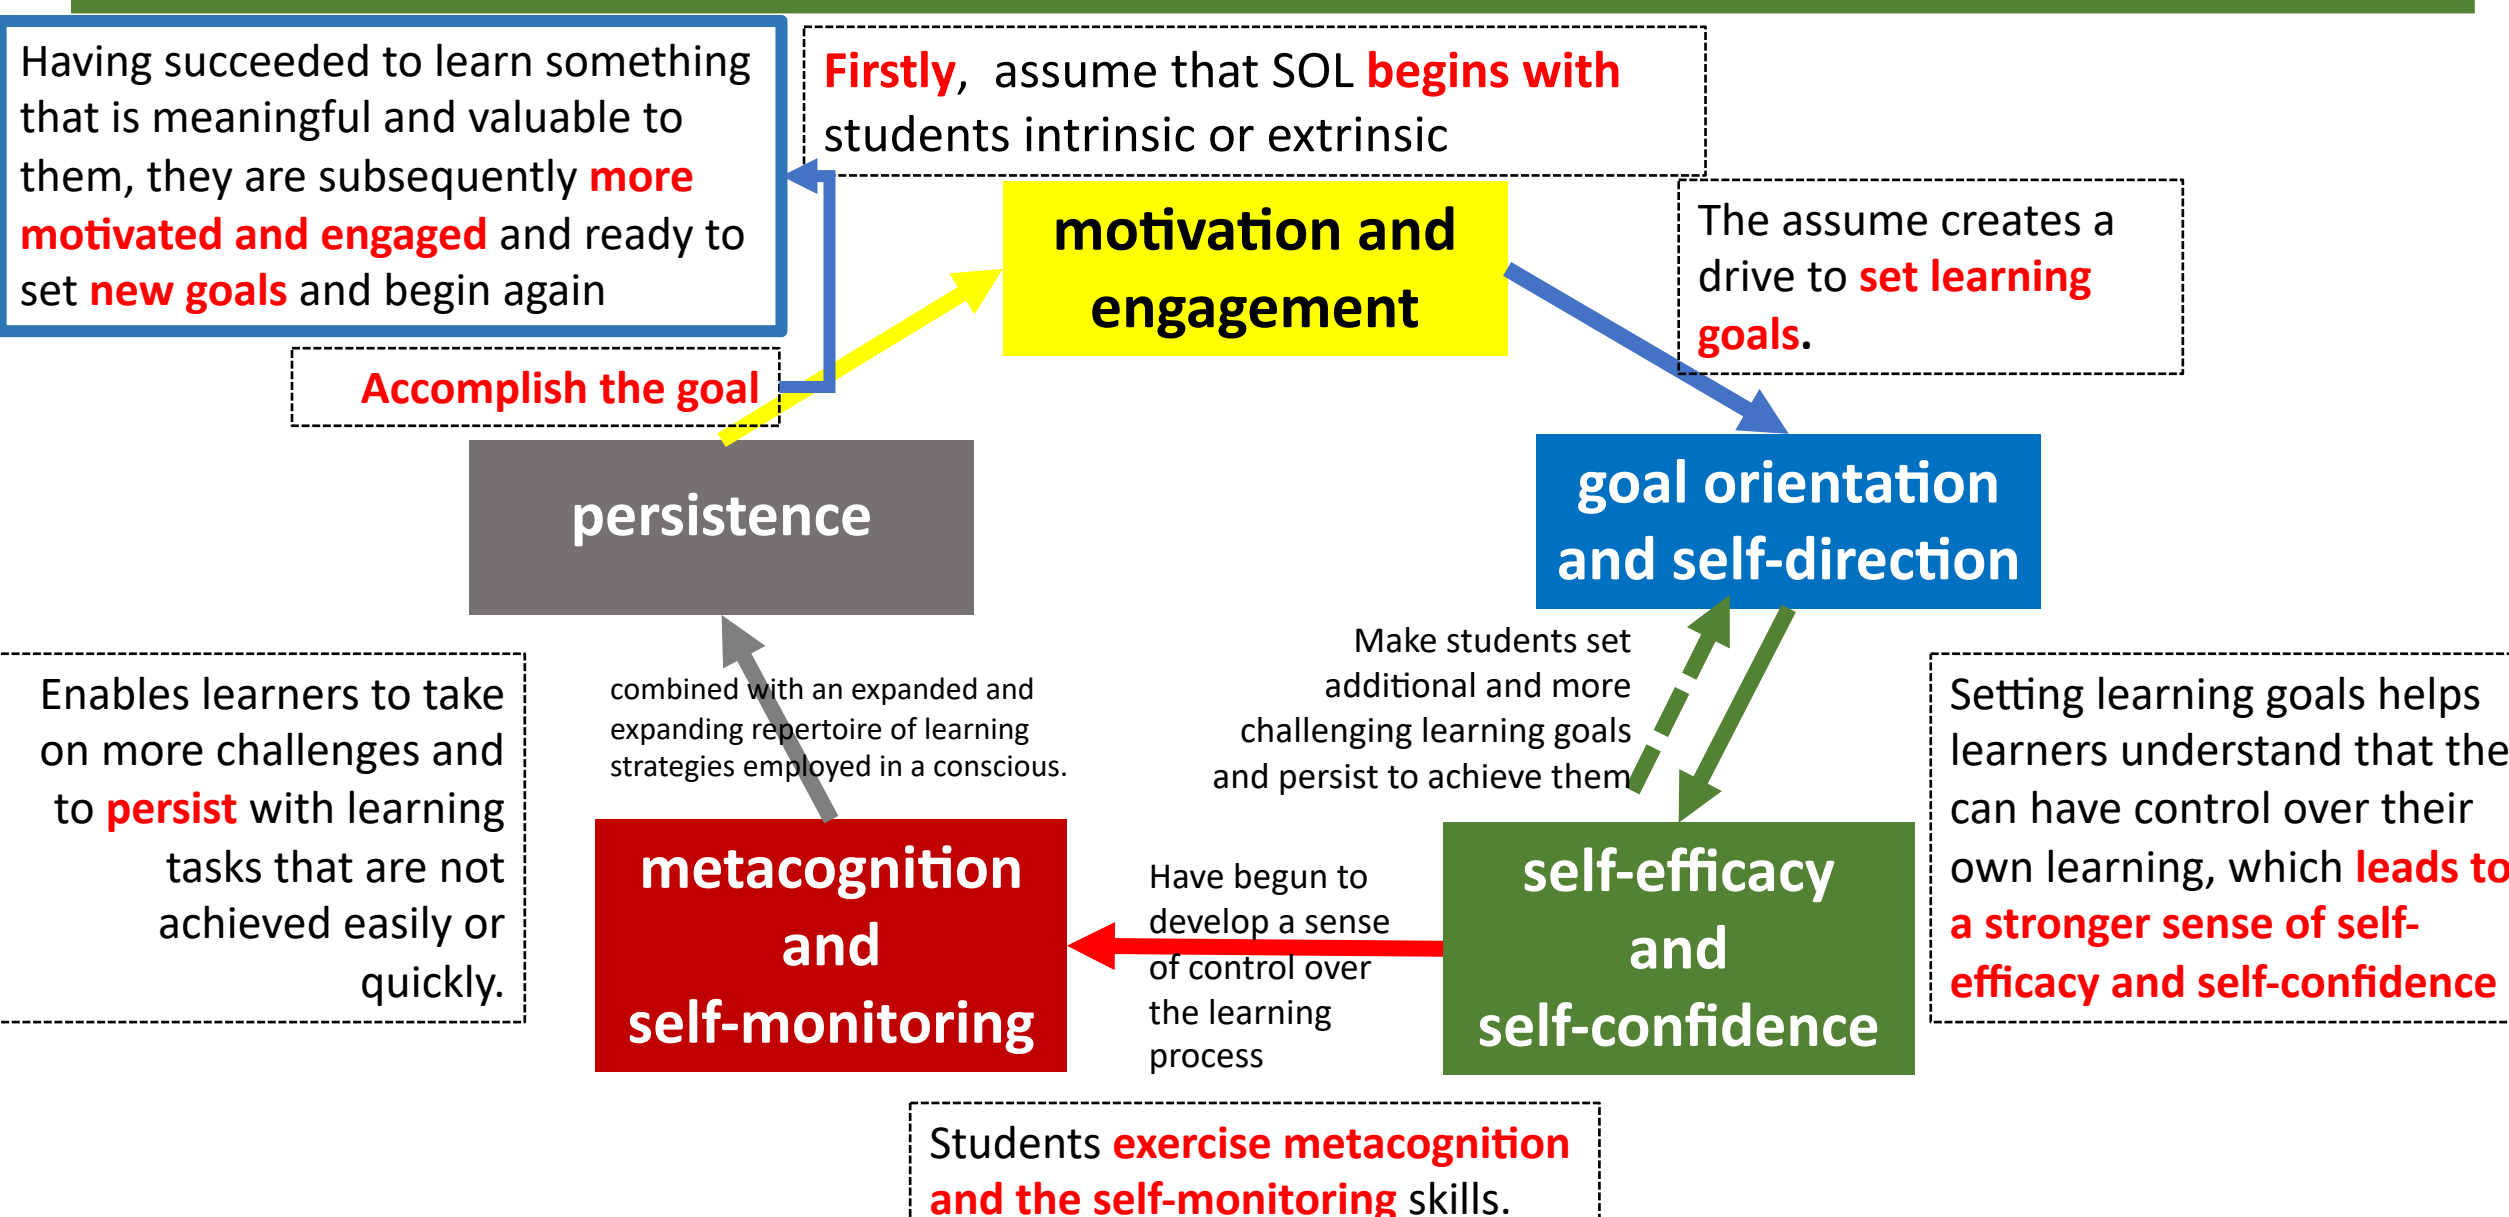 Having succeeded to learn something
that is meaningful and valuable to
them, they are subsequently more
motivated and engaged and ready to
set new goals and begin again
Firstly, assume that SOL begins with
students intrinsic or extrinsic
motivation and
engagement
The assume creates a
drive to set learning
goals.
Accomplish the goal
persistence
goal orientation
and self-direction
Make students set
additional and more
challenging learning goals
and persist to achieve them
Enables learners to take
on more challenges and
to persist with learning
tasks that are not
achieved easily or
quickly.
combined with an expanded and
expanding repertoire of learning
strategies employed in a conscious.
Setting learning goals helps
learners understand that the
can have control over their
own learning, which leads to
a stronger sense of self-
efficacy and self-confidence
metacognition
and
self-monitoring
Have begun to
develop a sense
of control over
the learning
process
self-efficacy
and
self-confidence
Students exercise metacognition
and the self-monitoring skills.